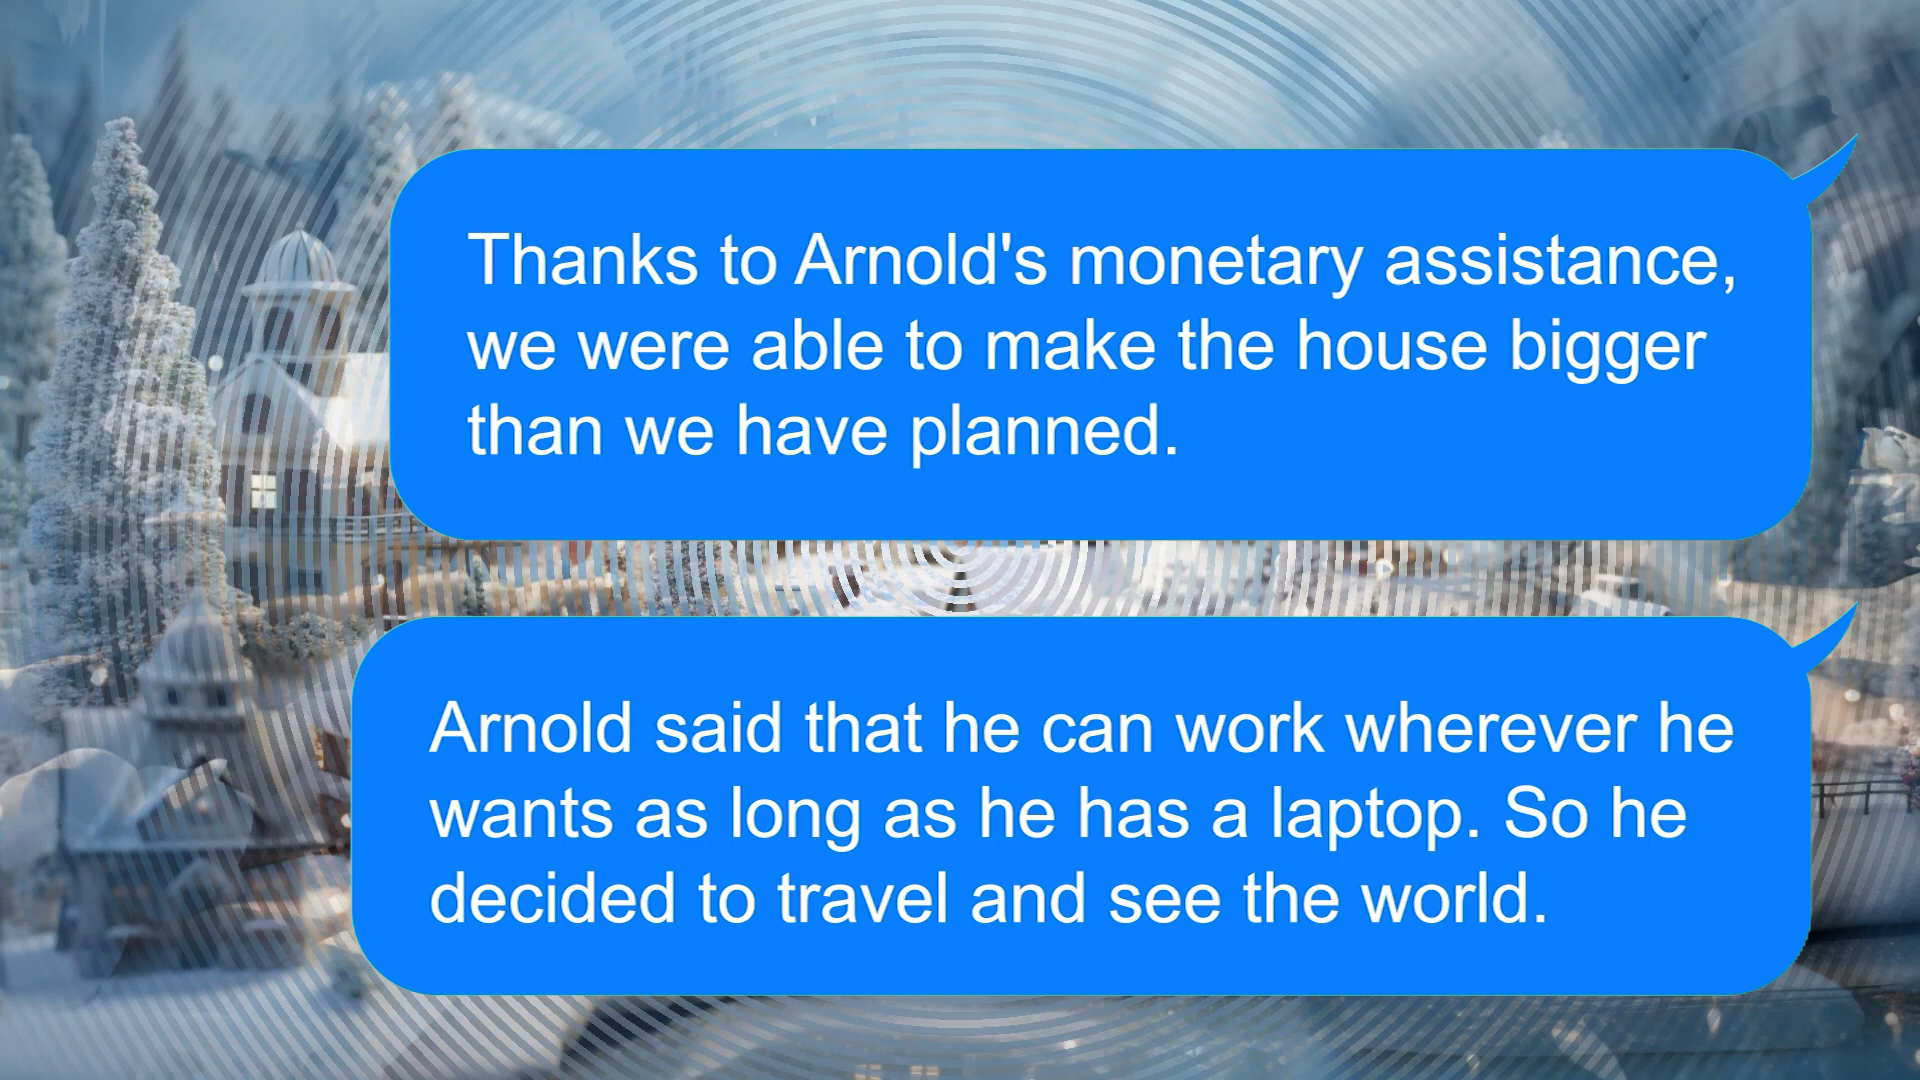 Thanks to Arnold's monetary assistance,
we were able to make the house bigger
than we have planned.
Arnold said that he can work wherever he
wants as long as he has a laptop. So he
decided to travel and see the world.